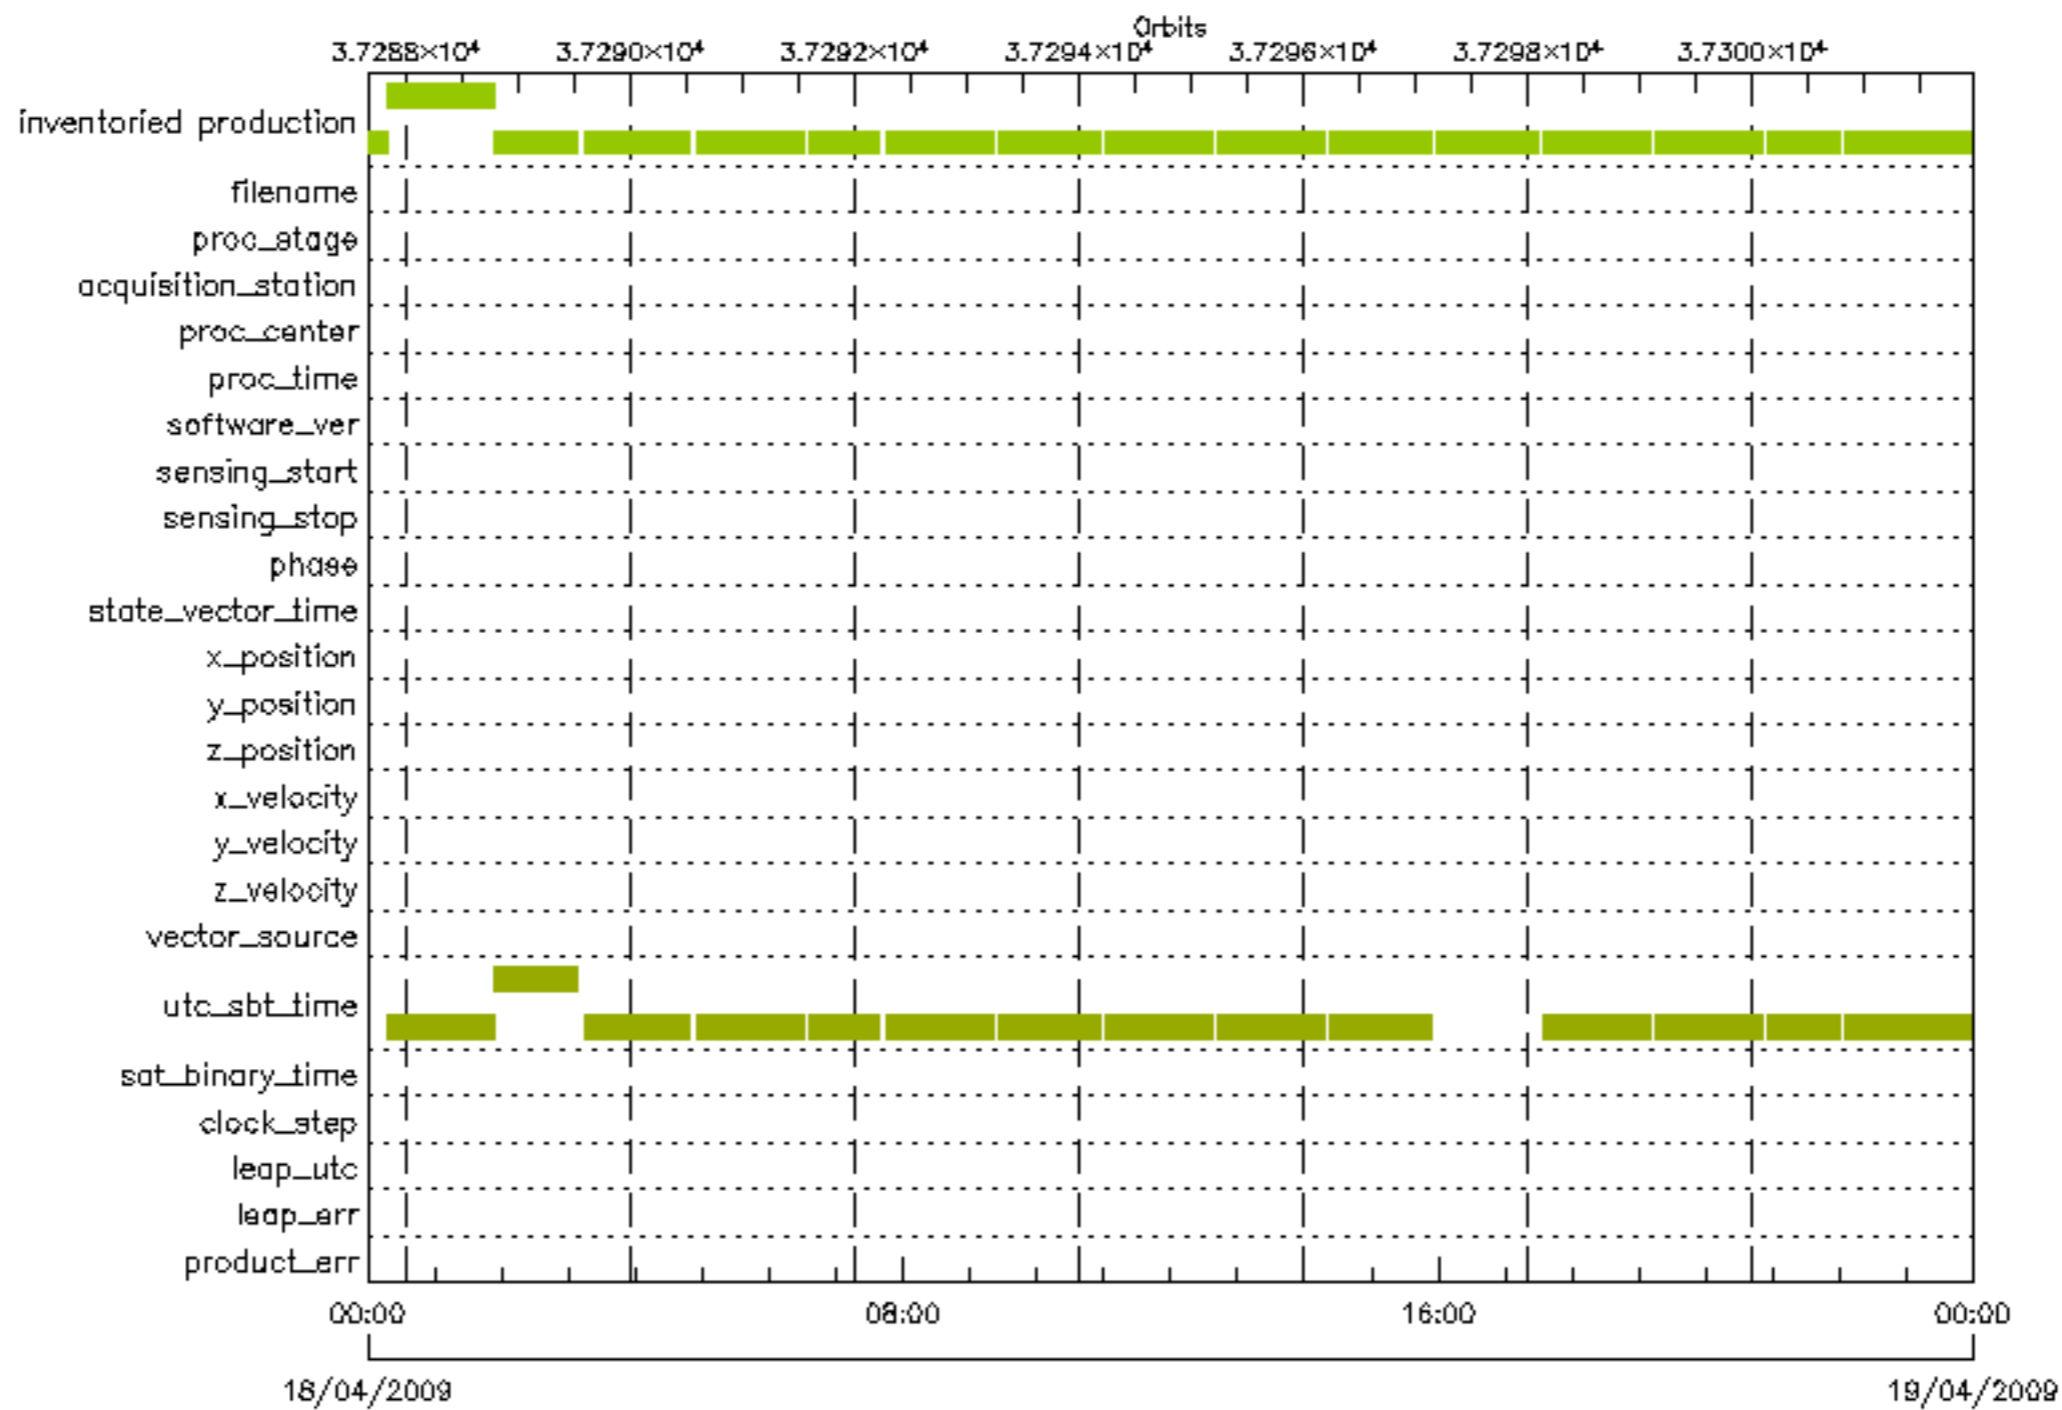 Orbits
3.7288×10⁴ 3.7290×10⁴ 3.7292×10⁴ 3.7294×10⁴ 3.7296×10⁴ 3.7298×10⁴ 3.7300×10⁴
inventoried production
filename
proc_stage
acquisition_station
proc_center
proc_time
software_ver
sensing_start
sensing_stop
phase
state_vector_time
x_position
y_position
z_position
x_velocity
y_velocity
z_velocity
vector_source
utc_sbt_time
sat_binary_time
clock_step
leap_utc
leap_err
product_err
00:00 08:00 16:00 00:00
18/04/2009 19/04/2009